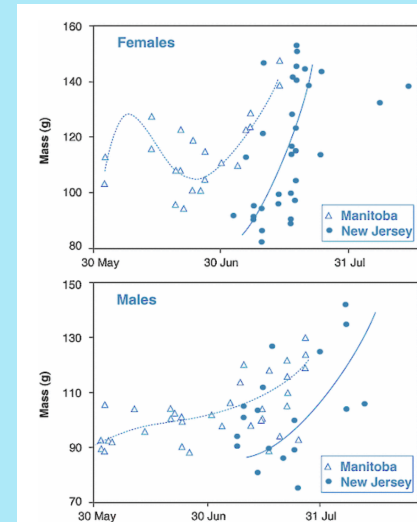 Females
160
140
120
100
80
Mass (g)
30 May
30 Jun
31 Jul
Manitoba
New Jersey
Males
150
130
110
90
70
Mass (g)
30 May
30 Jun
31 Jul
Manitoba
New Jersey